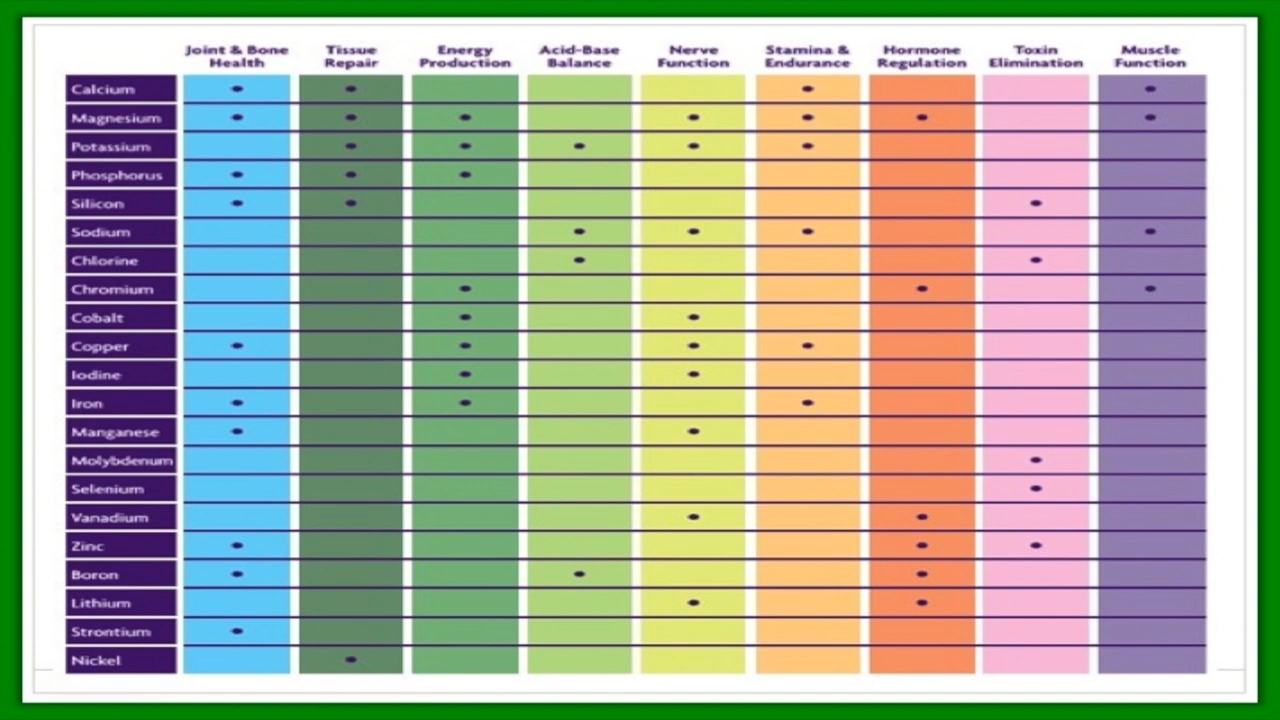 Joint & Bone Health
Tissue Repair
Energy Production
Acid-Base Balance
Nerve Function
Stamina & Endurance
Hormone Regulation
Toxin Elimination
Muscle Function
Calcium
Magnesium
Potassium
Phosphorus
Silicon
Sodium
Chlorine
Chromium
Cobalt
Copper
Iodine
Iron
Manganese
Molybdenum
Selenium
Vanadium
Zinc
Boron
Lithium
Strontium
Nickel